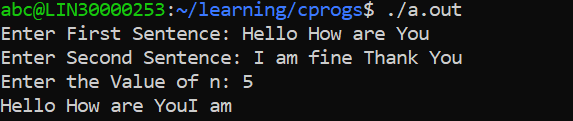 abc@LIN30000253:~/learning/cprogs$ ./a.out
Enter First Sentence: Hello How are You
Enter Second Sentence: I am fine Thank You
Enter the Value of n: 5
Hello How are YouI am